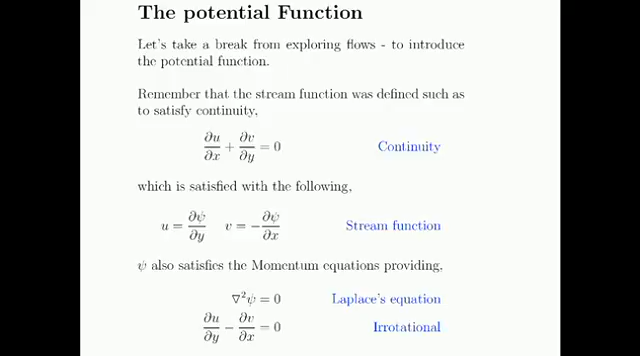 The potential Function
Let's take a break from exploring flows - to introduce
the potential function.
Remember that the stream function was defined such as
to satisfy continuity,
∂u/∂x + ∂v/∂y = 0 Continuity
which is satisfied with the following,
u = ∂ψ/∂y v = −∂ψ/∂x Stream function
ψ also satisfies the Momentum equations providing,
∇²ψ = 0 Laplace's equation
∂u/∂y − ∂v/∂x = 0 Irrotational